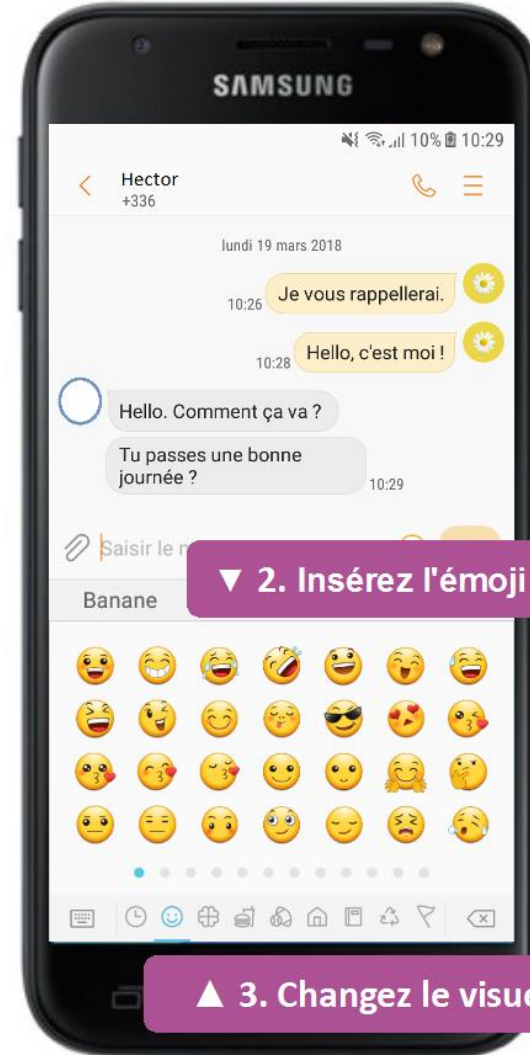 SAMSUNG
10% 10:29
Hector
+336
lundi 19 mars 2018
10:26 Je vous rappellerai.
10:28 Hello, c'est moi !
Hello. Comment ça va ?
Tu passes une bonne
journée ?
10:29
Saisir le
▼ 2. Insérez l'émoji
Banane
▲ 3. Changez le